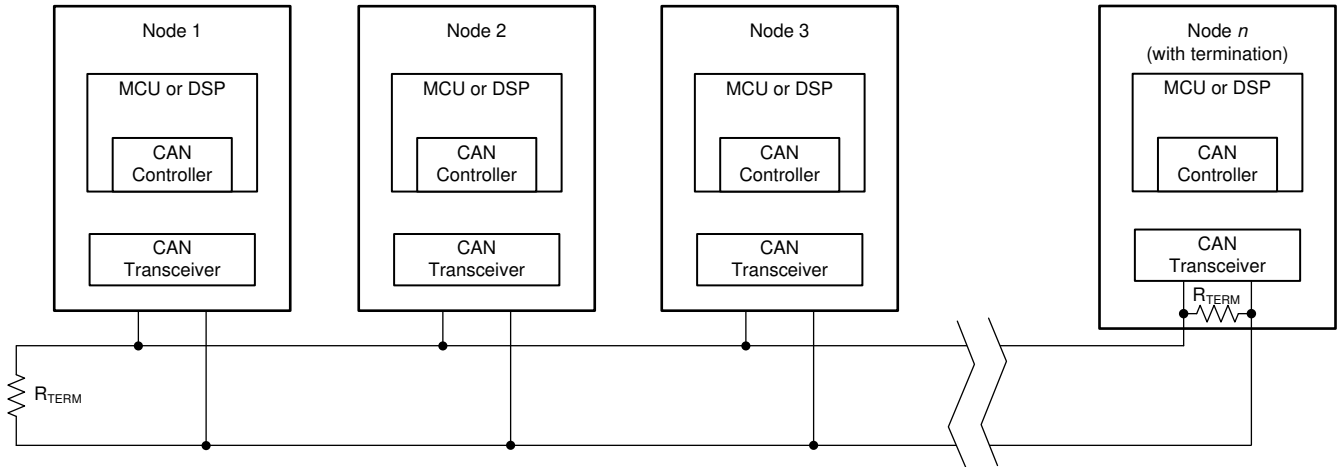 Node 1
MCU or DSP
CAN
Controller
CAN
Transceiver
Node 2
MCU or DSP
CAN
Controller
CAN
Transceiver
Node 3
MCU or DSP
CAN
Controller
CAN
Transceiver
Node n
(with termination)
MCU or DSP
CAN
Controller
CAN
Transceiver
RTERM
RTERM